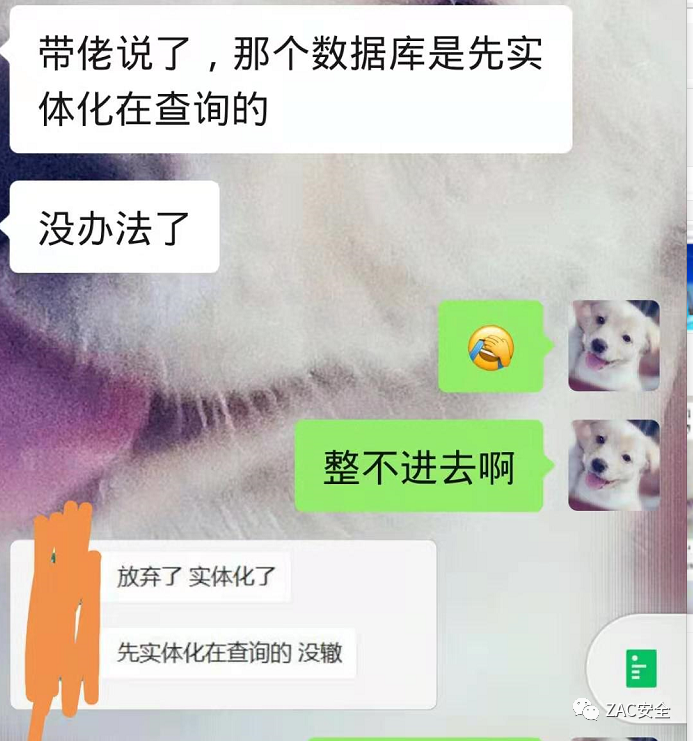 带佬说了，那个数据库是先实
体化在查询的
没办法了
整不进去啊
放弃了 实体化了
先实体化在查询的 没辙
ZAC安全